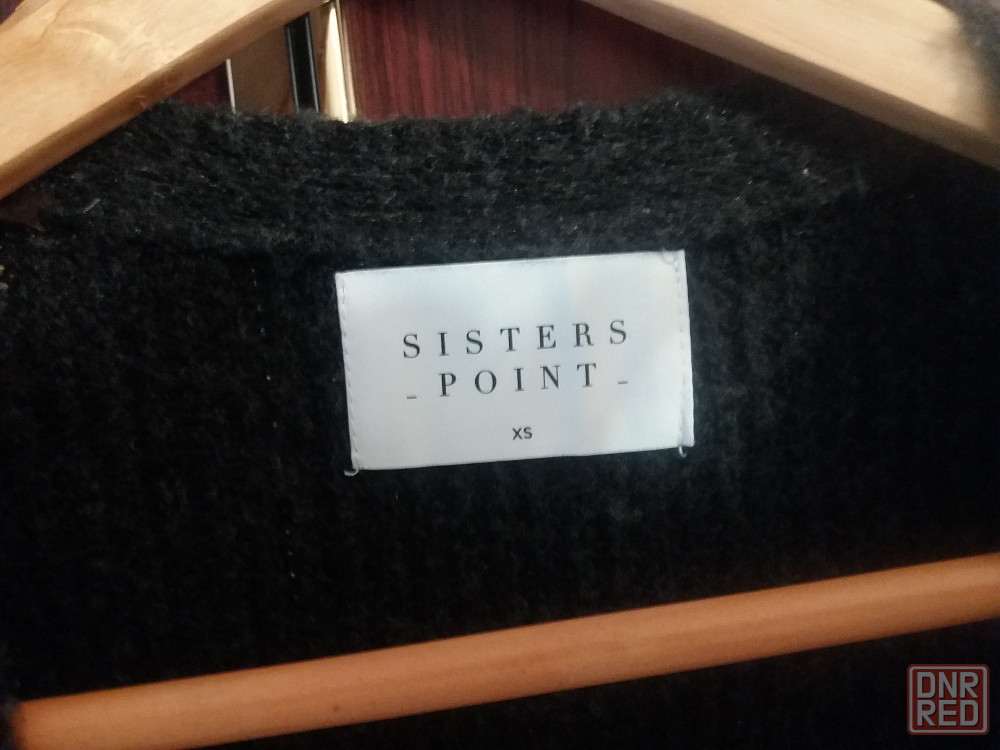 SISTERS
_ POINT _
XS
DNR
RED